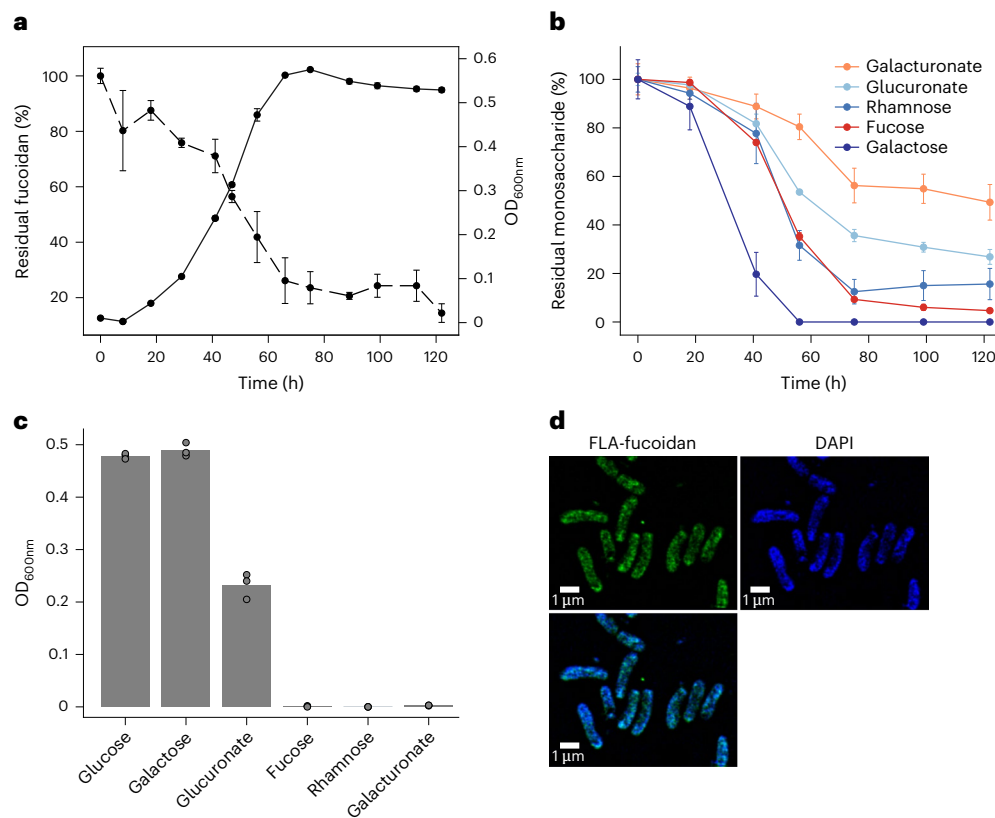 a
Residual fucoidan (%)
100
80
60
40
20
0.6
0.5
0.4
0.3
0.2
0.1
0
OD600nm
0 20 40 60 80 100 120
Time (h)
b
Residual monosaccharide (%)
100
80
60
40
20
0
Galacturonate
Glucuronate
Rhamnose
Fucose
Galactose
0 20 40 60 80 100 120
Time (h)
c
OD600nm
0.5
0.4
0.3
0.2
0.1
0
Glucose
Galactose
Glucuronate
Fucose
Rhamnose
Galacturonate
d
FLA-fucoidan
DAPI
1 µm
1 µm
1 µm